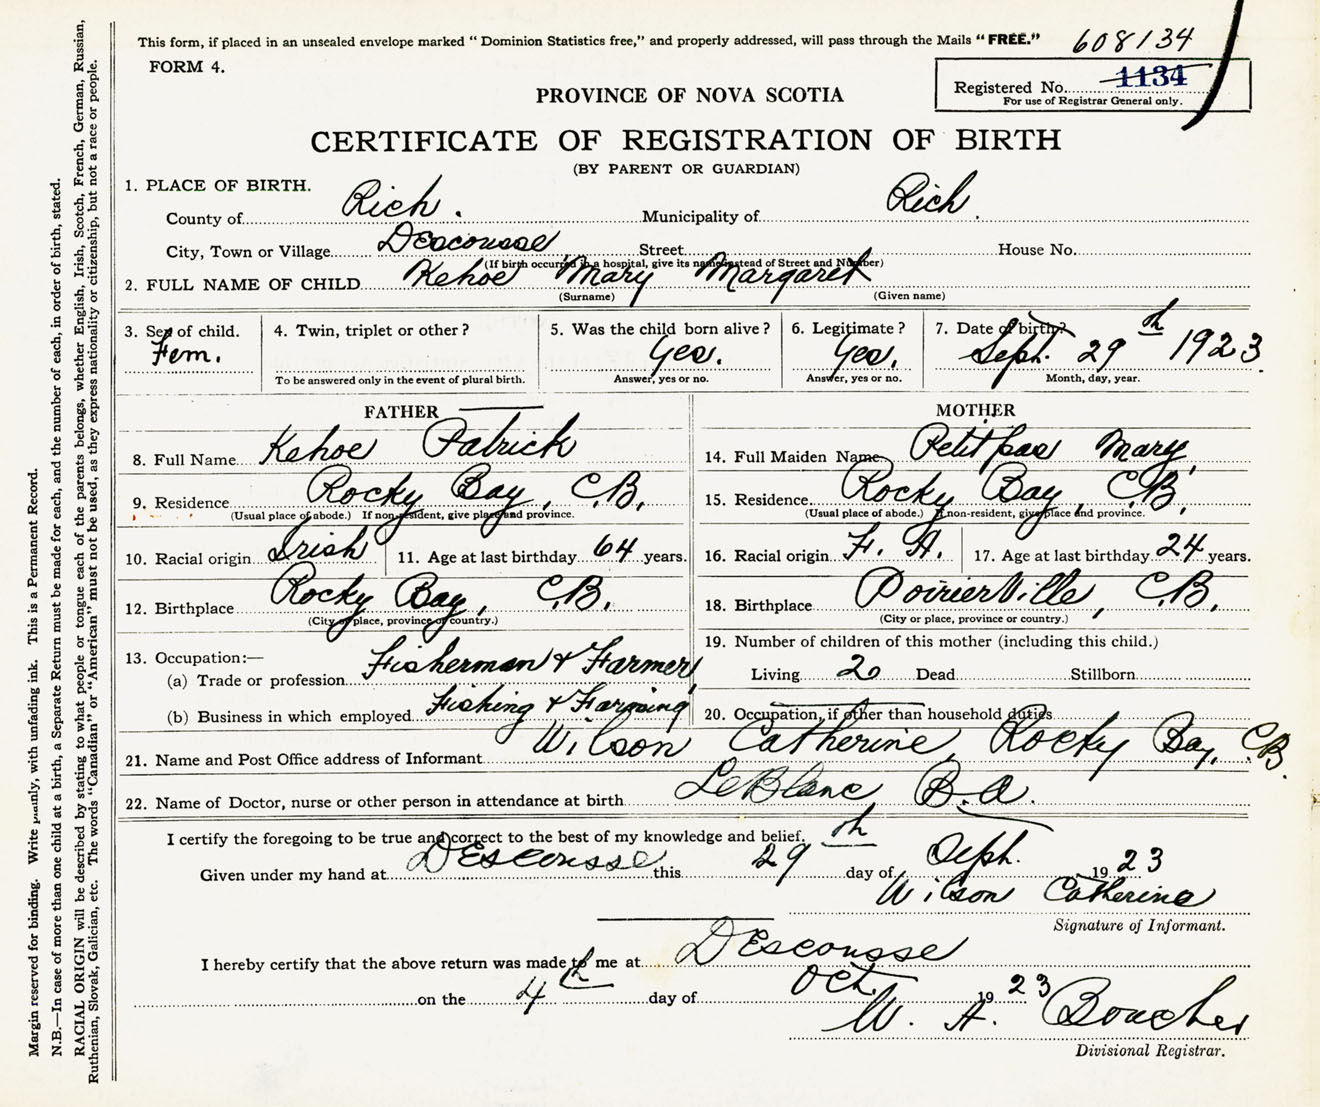 This form, if placed in an unsealed envelope marked "Dominion Statistics free," and properly addressed, will pass through the Mails "FREE."
608134
FORM 4.
Registered No. 1134
For use of Registrar General only.
PROVINCE OF NOVA SCOTIA
CERTIFICATE OF REGISTRATION OF BIRTH
(BY PARENT OR GUARDIAN)
1. PLACE OF BIRTH.
County of Rich. Municipality of Rich.
City, Town or Village Descousse Street House No.
(If birth occurred in a hospital, give its name instead of Street and Number)
2. FULL NAME OF CHILD Kehoe Mary Margaret
(Surname) (Given name)
3. Sex of child. 4. Twin, triplet or other? 5. Was the child born alive? 6. Legitimate? 7. Date of birth?
Fem. Yes. Yes. Sept. 29th 1923.
To be answered only in the event of plural birth. Answer, yes or no. Answer, yes or no. Month, day, year.
FATHER MOTHER
8. Full Name Kehoe Patrick 14. Full Maiden Name Petitpas Mary
9. Residence Rocky Bay, C.B. 15. Residence Rocky Bay, C.B.
(Usual place of abode.) If non-resident, give place and province. (Usual place of abode.) If non-resident, give place and province.
10. Racial origin Irish 11. Age at last birthday 64 years. 16. Racial origin F. A. 17. Age at last birthday 24 years.
12. Birthplace Rocky Bay, C.B. 18. Birthplace PoirierVille, C.B.
(City or place, province or country.) (City or place, province or country.)
13. Occupation:— 19. Number of children of this mother (including this child.)
(a) Trade or profession Fisherman & Farmer Living 20 Dead Stillborn
(b) Business in which employed Fishing & Farming 20. Occupation, if other than household duties
21. Name and Post Office address of Informant Wilson Catherine, Rocky Bay, C.B.
22. Name of Doctor, nurse or other person in attendance at birth LeBlanc B.A.
I certify the foregoing to be true and correct to the best of my knowledge and belief.
Given under my hand at DEscousse this 29th day of Seph. 1923
Wilson Catherine
Signature of Informant.
I hereby certify that the above return was made to me at DEscousse
on the 4th day of Oct. 1923
W. A. Boucher
Divisional Registrar.
Margin reserved for binding. Write plainly, with unfading ink. This is a Permanent Record.
N.B.—In case of more than one child at a birth, a Separate Return must be made for each, and the number of each, in order of birth, stated.
RACIAL ORIGIN will be described by stating to what people or tongue each of the parents belongs, whether English, Irish, Scotch, French, German, Russian,
Ruthenian, Slovak, Galician, etc. The words "Canadian" or "American" must not be used, as they express nationality or citizenship, but not a race or people.